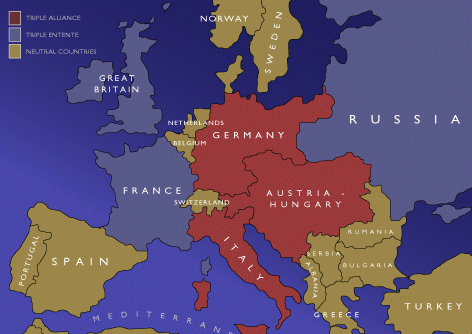 TRIPLE ALLIANCE
TRIPLE ENTENTE
NEUTRAL COUNTRIES
NORWAY
SWEDEN
GREAT
BRITAIN
RUSSIA
NETHERLANDS
GERMANY
BELGIUM
FRANCE
SWITZERLAND
AUSTRIA -
HUNGARY
RUMANIA
ITALY
SERBIA
PORTUGAL
SPAIN
ALBANIA
BULGARIA
TURKEY
GREECE
MEDITERRANE